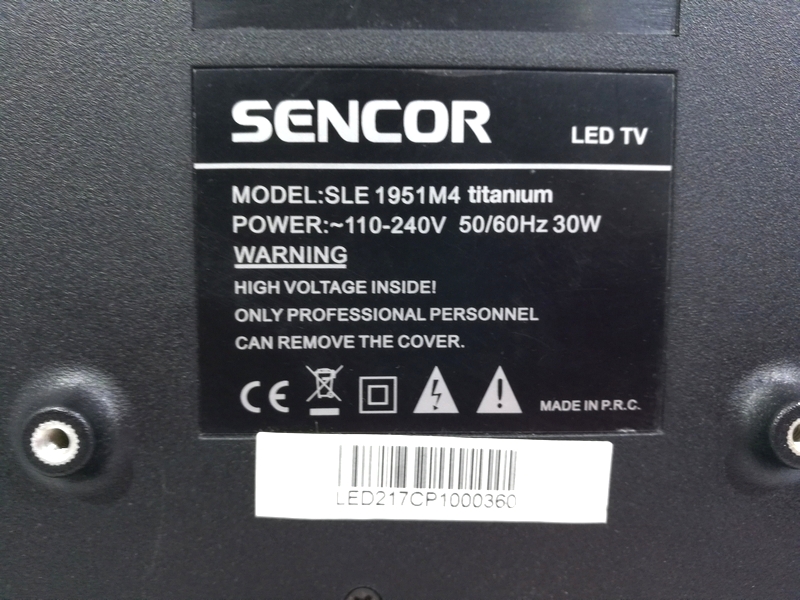 SENCOR
LED TV
MODEL:SLE 1951M4 titanium
POWER:~110-240V 50/60Hz 30W
WARNING
HIGH VOLTAGE INSIDE!
ONLY PROFESSIONAL PERSONNEL
CAN REMOVE THE COVER.
CE
MADE IN P.R.C.
LED217CP1000360